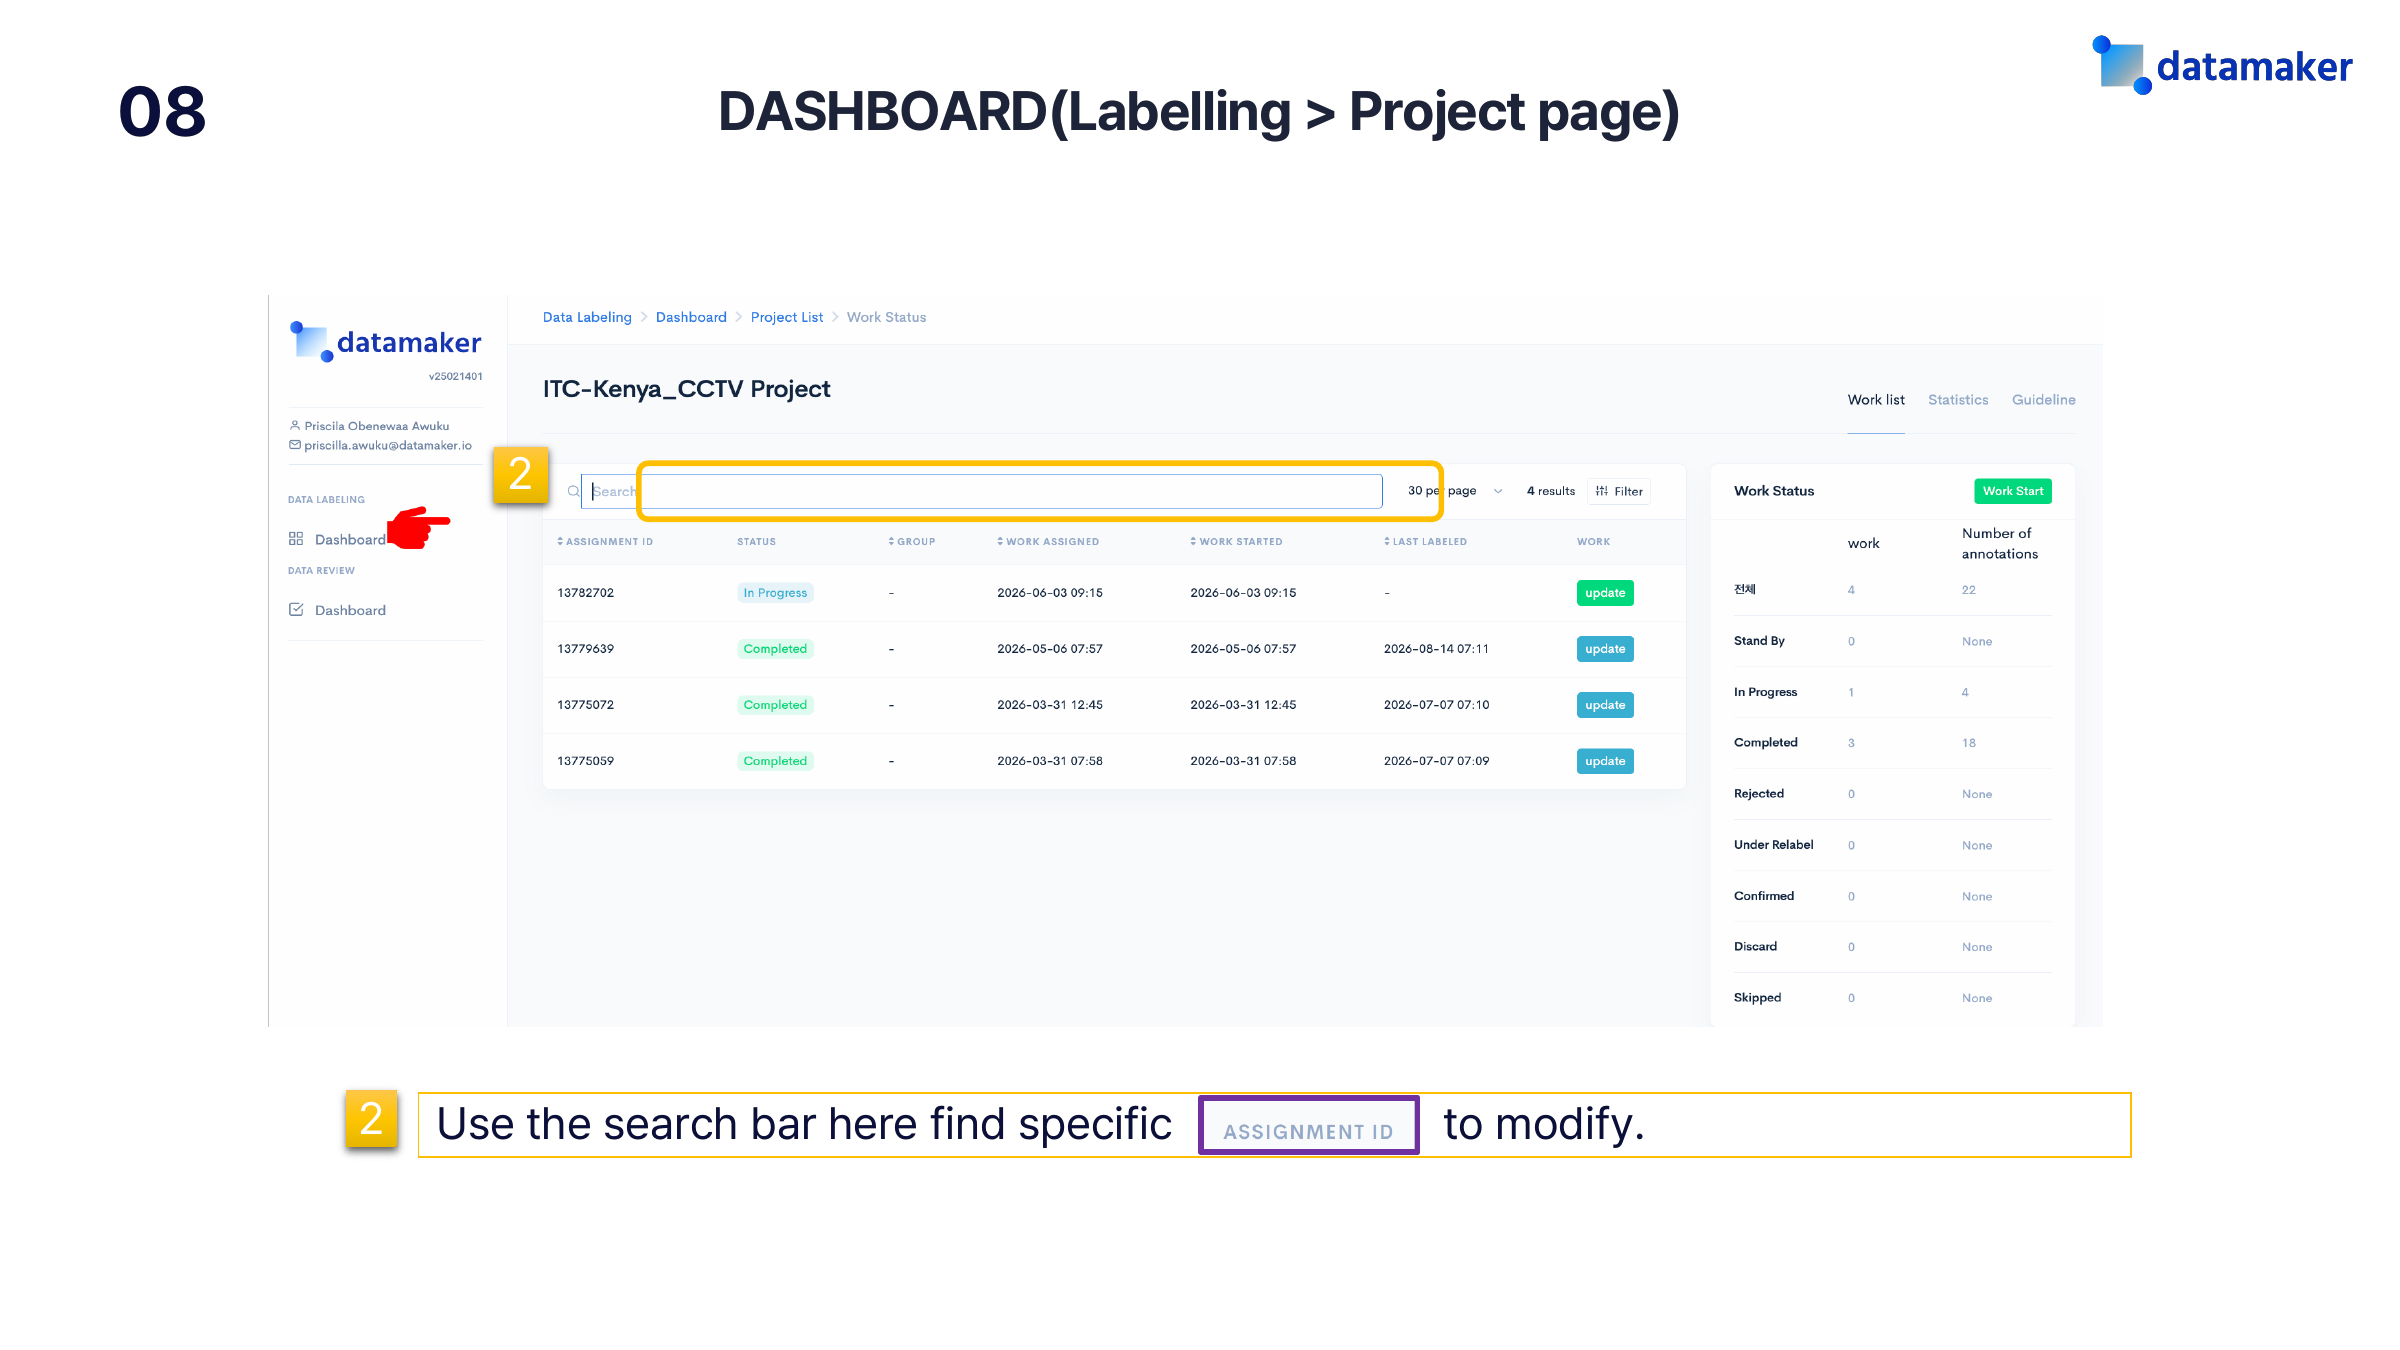 08
DASHBOARD(Labelling > Project page)
datamaker
datamaker
v25021401
Priscila Obenewaa Awuku
priscilla.awuku@datamaker.io
DATA LABELING
Dashboard
DATA REVIEW
Dashboard
Data Labeling > Dashboard > Project List > Work Status
ITC-Kenya_CCTV Project
Work list Statistics Guideline
2
Search
30 per page 4 results Filter
ASSIGNMENT ID STATUS GROUP WORK ASSIGNED WORK STARTED LAST LABELED WORK
13782702 In Progress - 2026-06-03 09:15 2026-06-03 09:15 - update
13779639 Completed - 2026-05-06 07:57 2026-05-06 07:57 2026-08-14 07:11 update
13775072 Completed - 2026-03-31 12:45 2026-03-31 12:45 2026-07-07 07:10 update
13775059 Completed - 2026-03-31 07:58 2026-03-31 07:58 2026-07-07 07:09 update
Work Status Work Start
work Number of
annotations
전체 4 22
Stand By 0 None
In Progress 1 4
Completed 3 18
Rejected 0 None
Under Relabel 0 None
Confirmed 0 None
Discard 0 None
Skipped 0 None
2 Use the search bar here find specific ASSIGNMENT ID to modify.